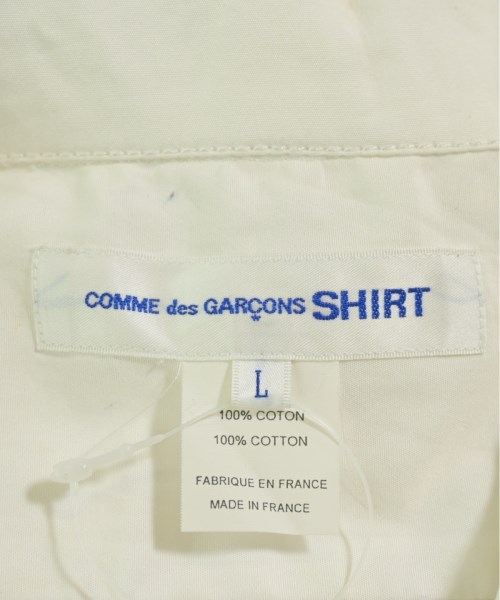 COMME des GARÇONS SHIRT
L
100% COTON
100% COTTON
FABRIQUE EN FRANCE
MADE IN FRANCE